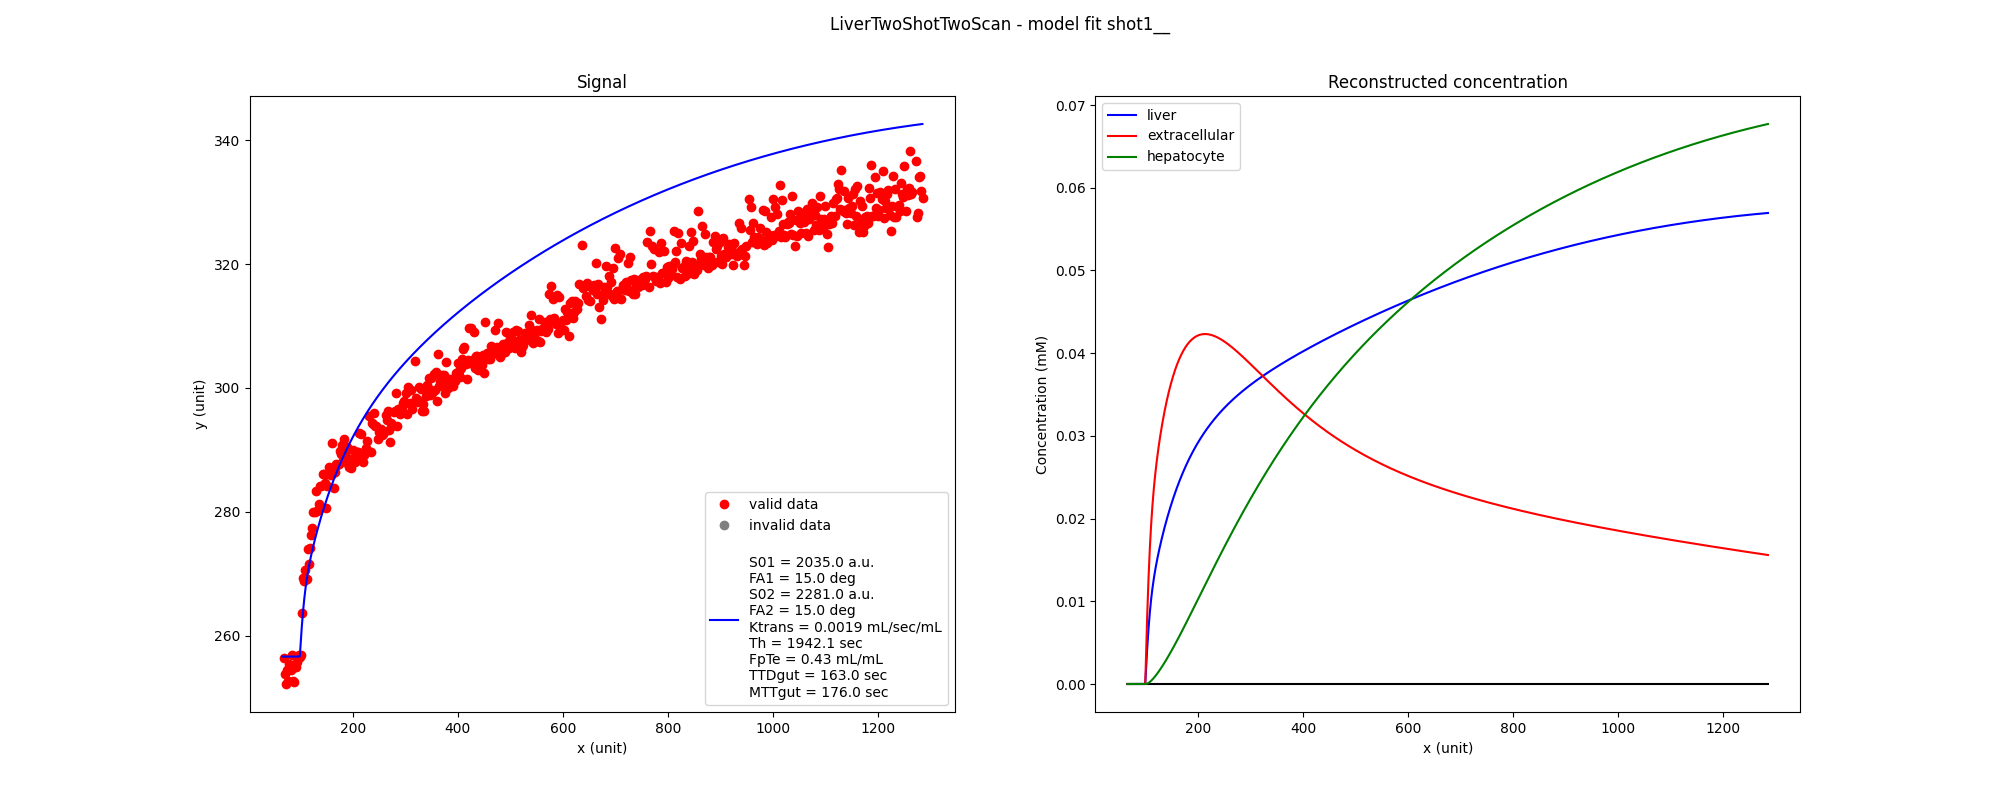 LiverTwoShotTwoScan - model fit shot1__
Signal
y (unit)
340
320
300
280
260
200
400
600
800
1000
1200
x (unit)
valid data
invalid data
S01 = 2035.0 a.u.
FA1 = 15.0 deg
S02 = 2281.0 a.u.
FA2 = 15.0 deg
Ktrans = 0.0019 mL/sec/mL
Th = 1942.1 sec
FpTe = 0.43 mL/mL
TTDgut = 163.0 sec
MTTgut = 176.0 sec
Reconstructed concentration
Concentration (mM)
0.07
0.06
0.05
0.04
0.03
0.02
0.01
0.00
200
400
600
800
1000
1200
x (unit)
liver
extracellular
hepatocyte